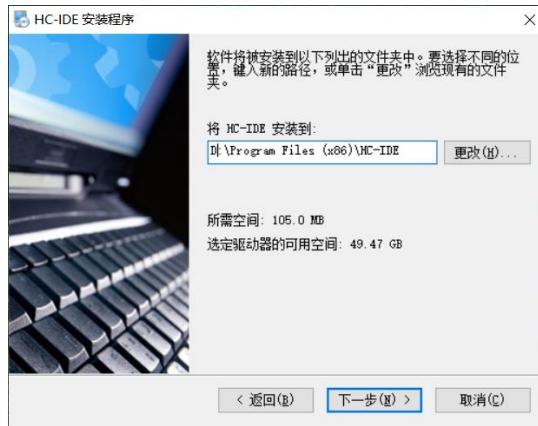 HC-IDE 安装程序
软件将被安装到以下列出的文件夹中。要选择不同的位
置，键入新的路径，或单击“更改”浏览现有的文件
夹。
将 HC-IDE 安装到:
D:\Program Files (x86)\HC-IDE
更改(H)...
所需空间: 105.0 MB
选定驱动器的可用空间: 49.47 GB
< 返回(B)
下一步(N) >
取消(C)